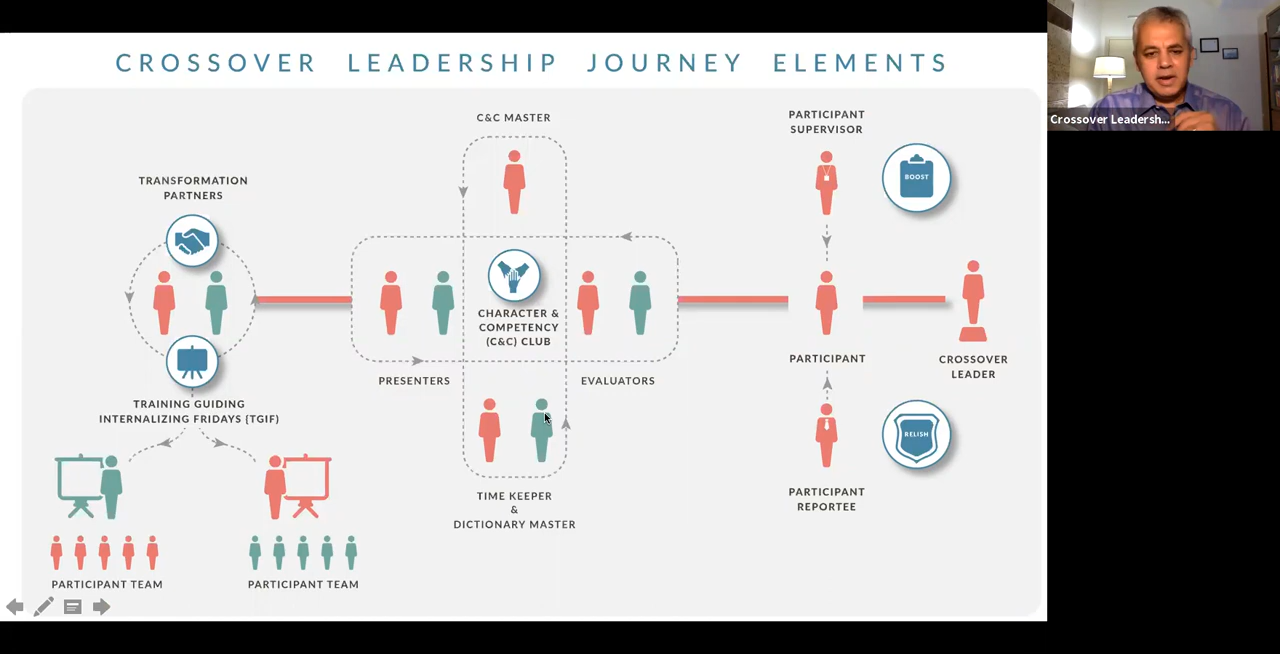 CROSSOVER LEADERSHIP JOURNEY ELEMENTS
Crossover Leadersh...
C&C MASTER
PARTICIPANT
SUPERVISOR
BOOST
TRANSFORMATION
PARTNERS
CHARACTER &
COMPETENCY
(C&C) CLUB
PRESENTERS
EVALUATORS
PARTICIPANT
CROSSOVER
LEADER
TRAINING GUIDING
INTERNALIZING FRIDAYS (TGIF)
RELISH
TIME KEEPER
&
DICTIONARY MASTER
PARTICIPANT
REPORTEE
PARTICIPANT TEAM
PARTICIPANT TEAM